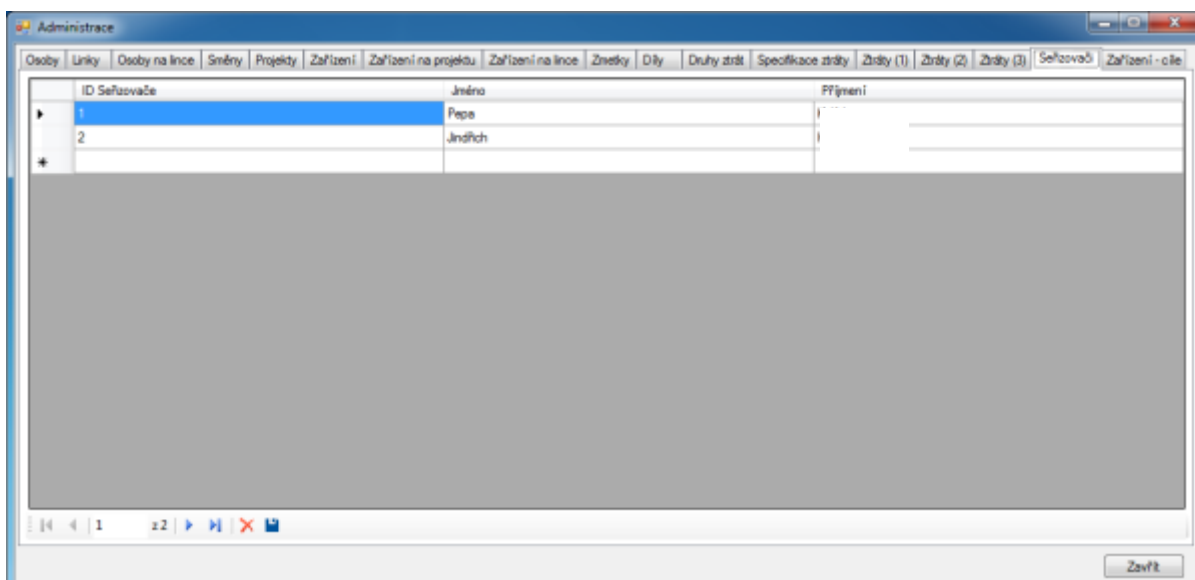 Administrace
Osoby Linky Osoby na lince Směny Projekty Zařízení Zařízení na projektu Zařízení na lince Zmetky Díly Druhy ztrát Specifikace ztráty Ztráty (1) Ztráty (2) Ztráty (3) Seřizovači Zařízení - cíle
ID Seřizovače Jméno Příjmení
1 Pepa
2 Jindřich
1 z 2
Zavřít